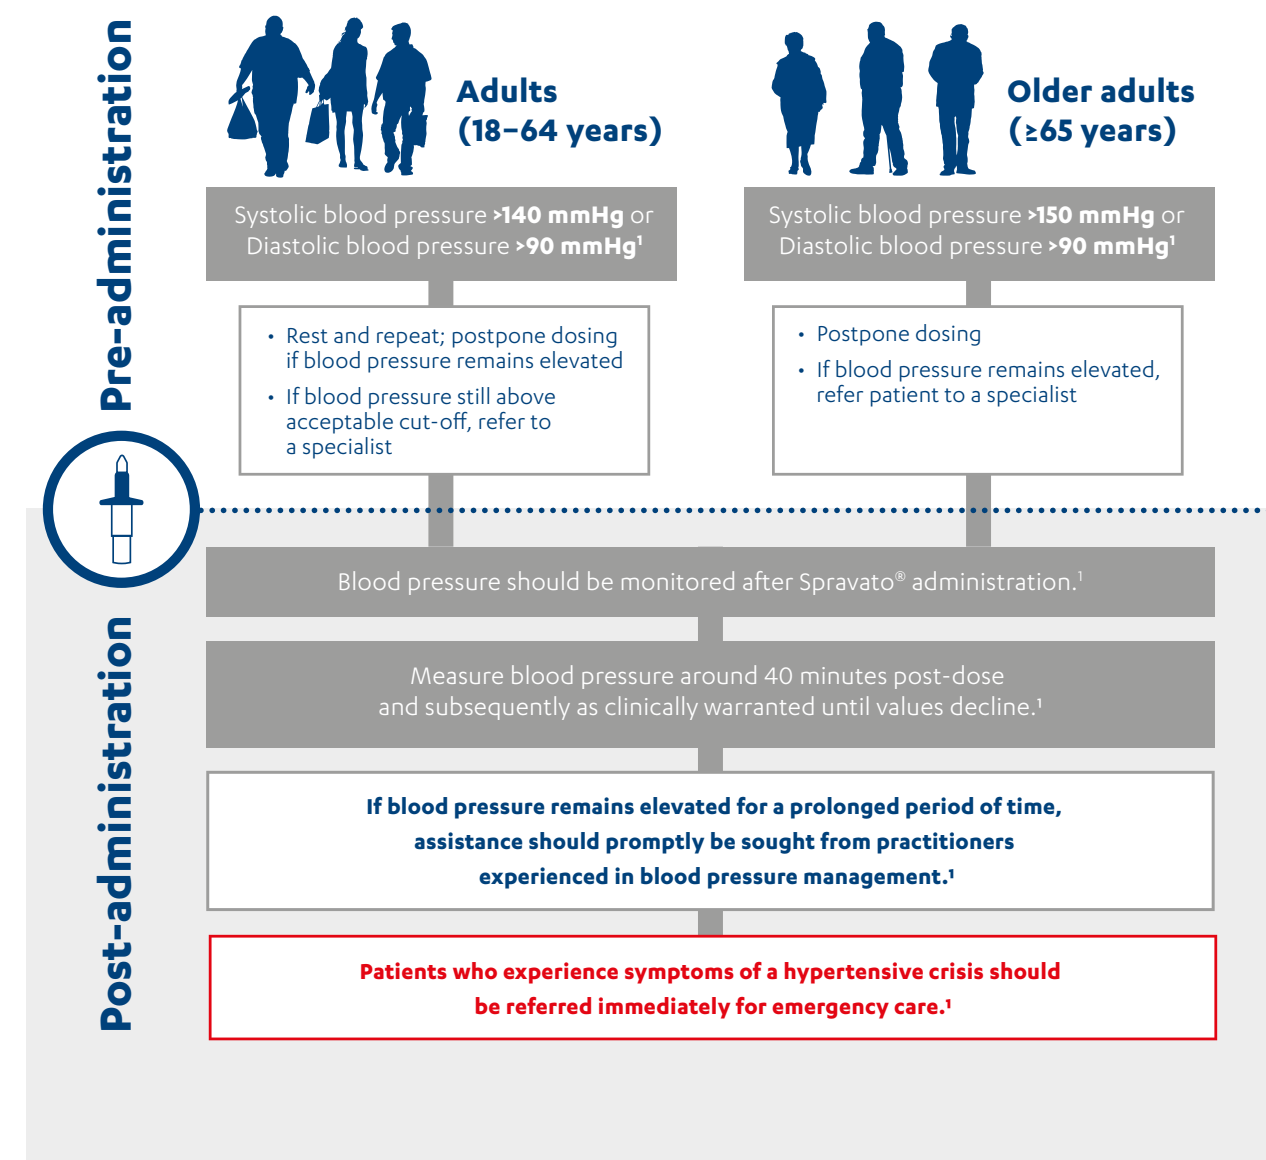 Pre-administration
Adults
(18–64 years)
Older adults
(≥65 years)
Systolic blood pressure >140 mmHg or
Diastolic blood pressure >90 mmHg¹
Systolic blood pressure >150 mmHg or
Diastolic blood pressure >90 mmHg¹
• Rest and repeat; postpone dosing
if blood pressure remains elevated
• If blood pressure still above
acceptable cut-off, refer to
a specialist
• Postpone dosing
• If blood pressure remains elevated,
refer patient to a specialist
Post-administration
Blood pressure should be monitored after Spravato® administration.¹
Measure blood pressure around 40 minutes post-dose
and subsequently as clinically warranted until values decline.¹
If blood pressure remains elevated for a prolonged period of time,
assistance should promptly be sought from practitioners
experienced in blood pressure management.¹
Patients who experience symptoms of a hypertensive crisis should
be referred immediately for emergency care.¹